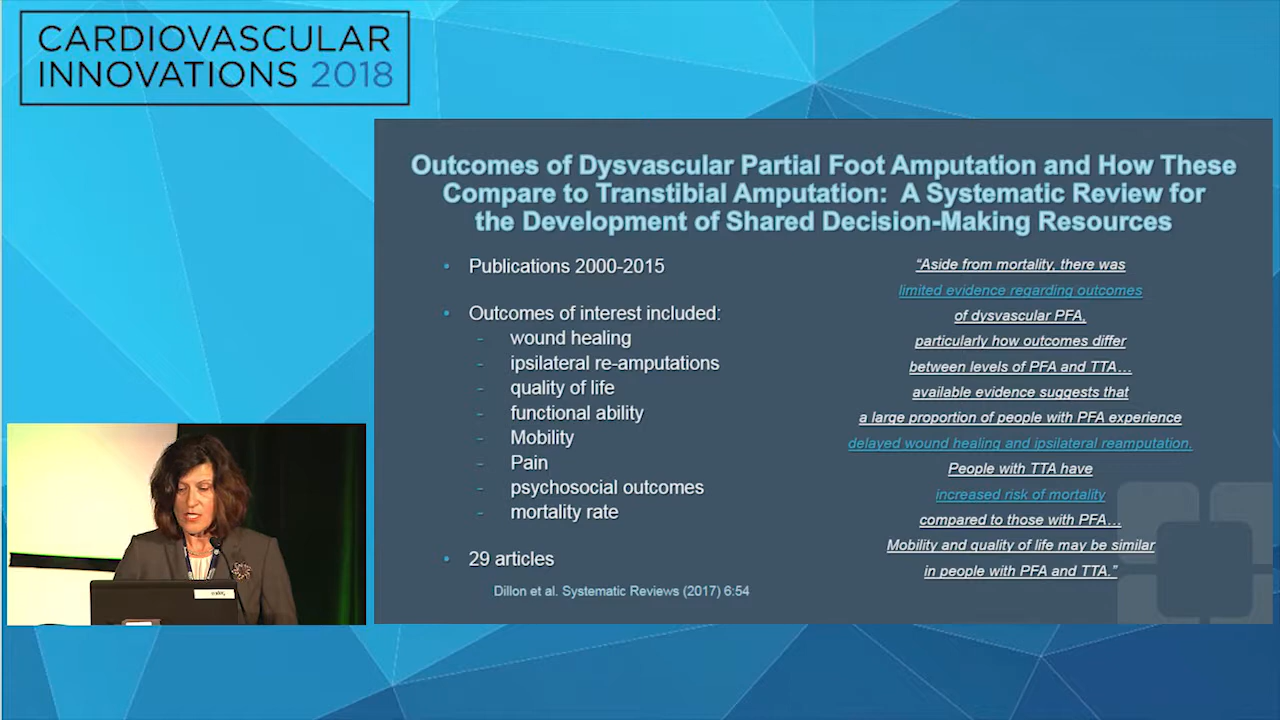 CARDIOVASCULAR
INNOVATIONS 2018
Outcomes of Dysvascular Partial Foot Amputation and How These
Compare to Transtibial Amputation: A Systematic Review for
the Development of Shared Decision-Making Resources
• Publications 2000-2015
• Outcomes of interest included:
- wound healing
- ipsilateral re-amputations
- quality of life
- functional ability
- Mobility
- Pain
- psychosocial outcomes
- mortality rate
• 29 articles
Dillon et al. Systematic Reviews (2017) 6:54
“Aside from mortality, there was
limited evidence regarding outcomes
of dysvascular PFA,
particularly how outcomes differ
between levels of PFA and TTA…
available evidence suggests that
a large proportion of people with PFA experience
delayed wound healing and ipsilateral reamputation.
People with TTA have
increased risk of mortality
compared to those with PFA…
Mobility and quality of life may be similar
in people with PFA and TTA.”